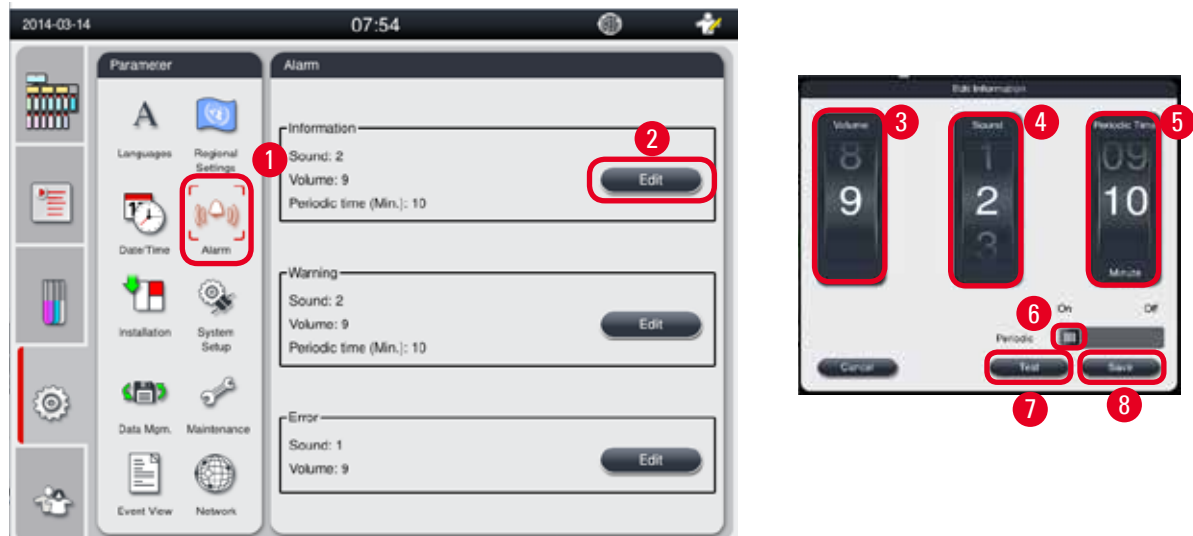 2014-03-14
07:54
Parameter
Languages
Regional Settings
Date/Time
Alarm
Installation
System Setup
Data Mgm.
Maintenance
Event View
Network
Alarm
Information
Sound: 2
Volume: 9
Periodic time (Min.): 10
Edit
Warning
Sound: 2
Volume: 9
Periodic time (Min.): 10
Edit
Error
Sound: 1
Volume: 9
Edit
1
2
Edit Information
Volume
8
9
Sound
1
2
3
Periodic Time
09
10
Minute
On
Off
Periodic
Cancel
Test
Save
3
4
5
6
7
8